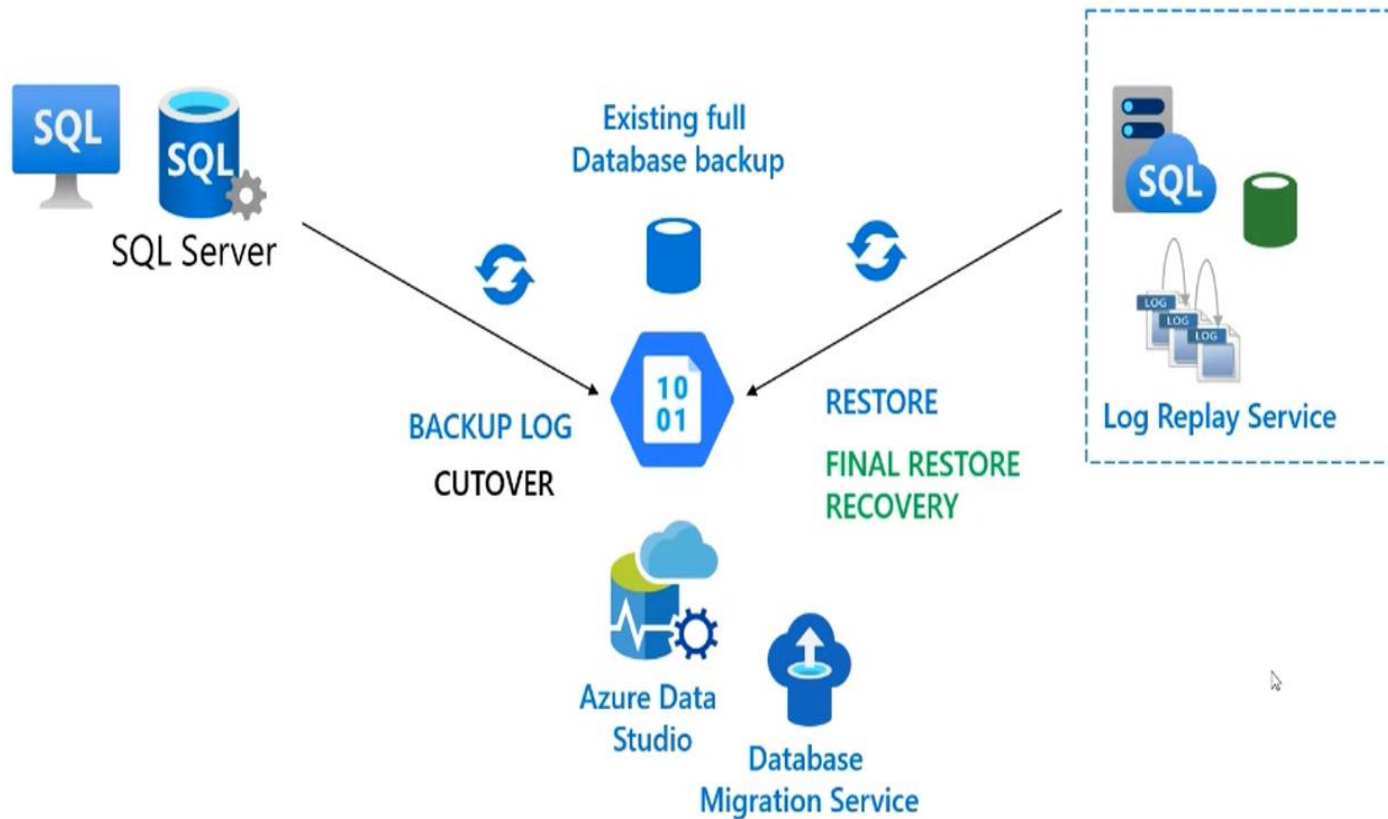 SQL
SQL
SQL Server
Existing full
Database backup
BACKUP LOG
CUTOVER
10
01
RESTORE
FINAL RESTORE
RECOVERY
SQL
LOG
LOG
LOG
Log Replay Service
Azure Data
Studio
Database
Migration Service